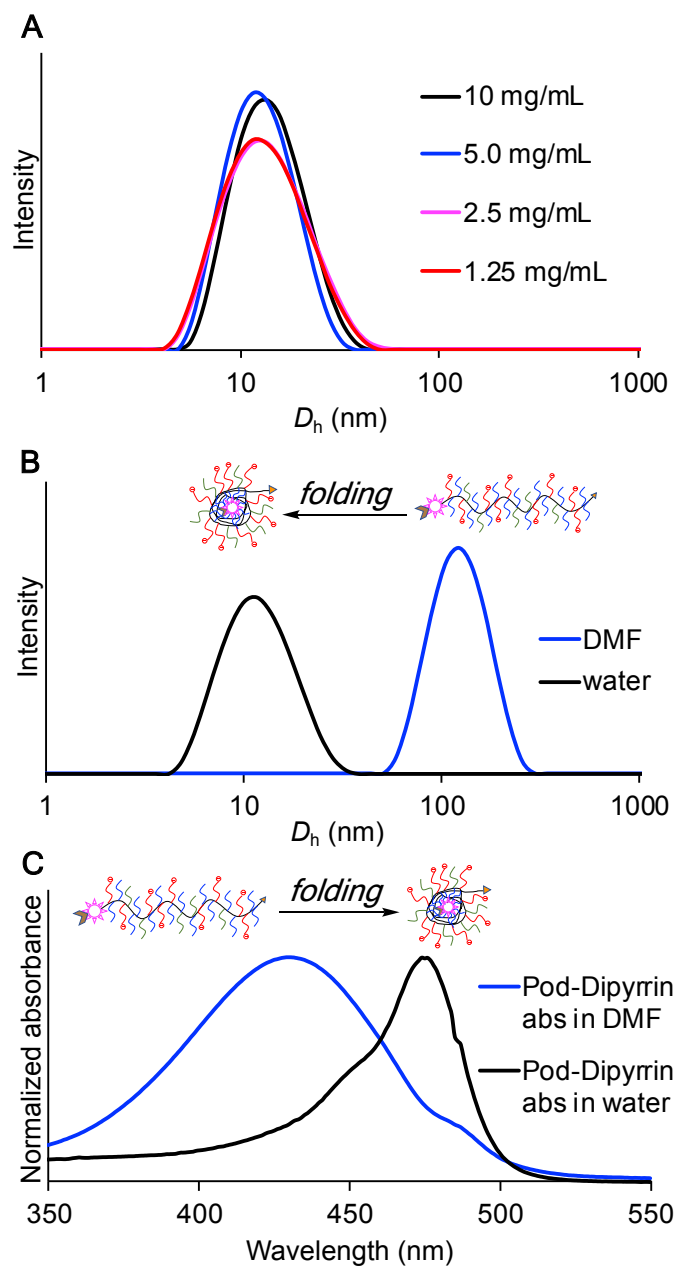 A
Intensity
10 mg/mL
5.0 mg/mL
2.5 mg/mL
1.25 mg/mL
1 10 100 1000
Dh (nm)
B
folding
Intensity
DMF
water
1 10 100 1000
Dh (nm)
C
folding
Normalized absorbance
Pod-Dipyrrin
abs in DMF
Pod-Dipyrrin
abs in water
350 400 450 500 550
Wavelength (nm)